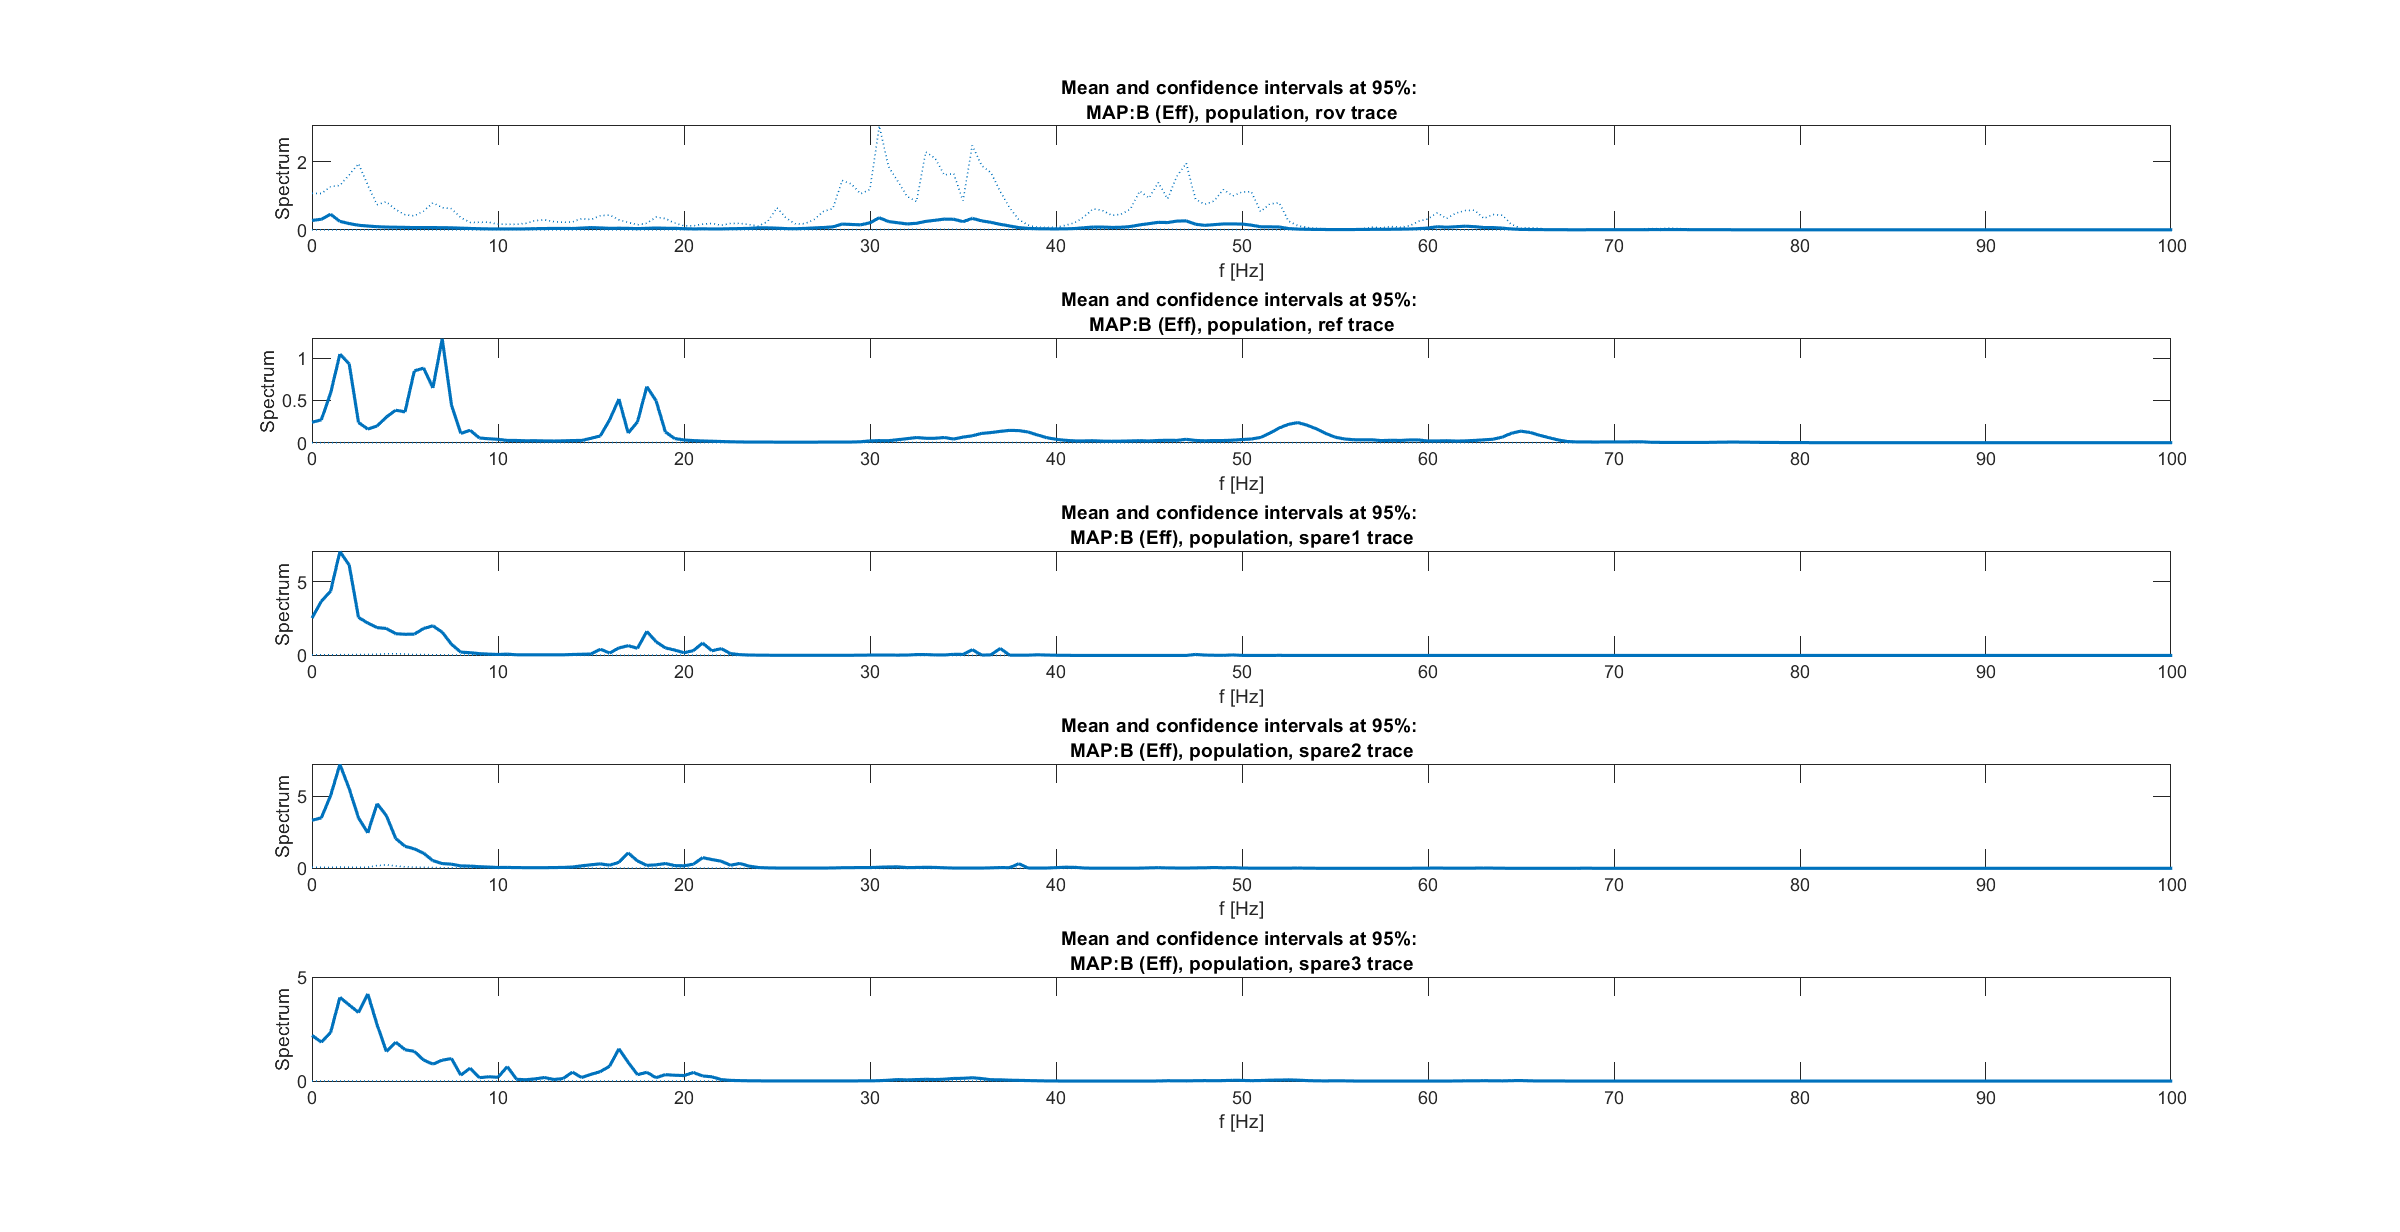 Mean and confidence intervals at 95%:
MAP:B (Eff), population, rov trace
Spectrum
2
0
0 10 20 30 40 50 60 70 80 90 100
f [Hz]
Mean and confidence intervals at 95%:
MAP:B (Eff), population, ref trace
Spectrum
1
0.5
0
0 10 20 30 40 50 60 70 80 90 100
f [Hz]
Mean and confidence intervals at 95%:
MAP:B (Eff), population, spare1 trace
Spectrum
5
0
0 10 20 30 40 50 60 70 80 90 100
f [Hz]
Mean and confidence intervals at 95%:
MAP:B (Eff), population, spare2 trace
Spectrum
5
0
0 10 20 30 40 50 60 70 80 90 100
f [Hz]
Mean and confidence intervals at 95%:
MAP:B (Eff), population, spare3 trace
Spectrum
5
0
0 10 20 30 40 50 60 70 80 90 100
f [Hz]